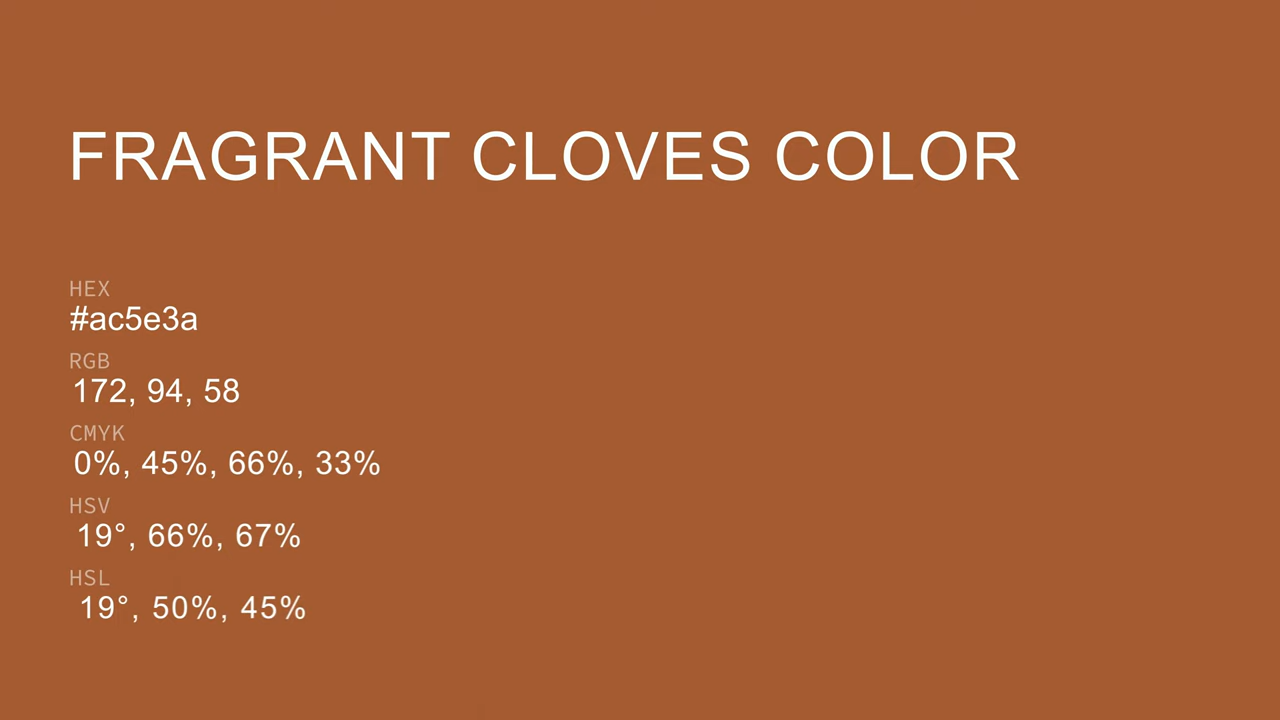 FRAGRANT CLOVES COLOR
HEX
#ac5e3a
RGB
172, 94, 58
CMYK
0%, 45%, 66%, 33%
HSV
19°, 66%, 67%
HSL
19°, 50%, 45%